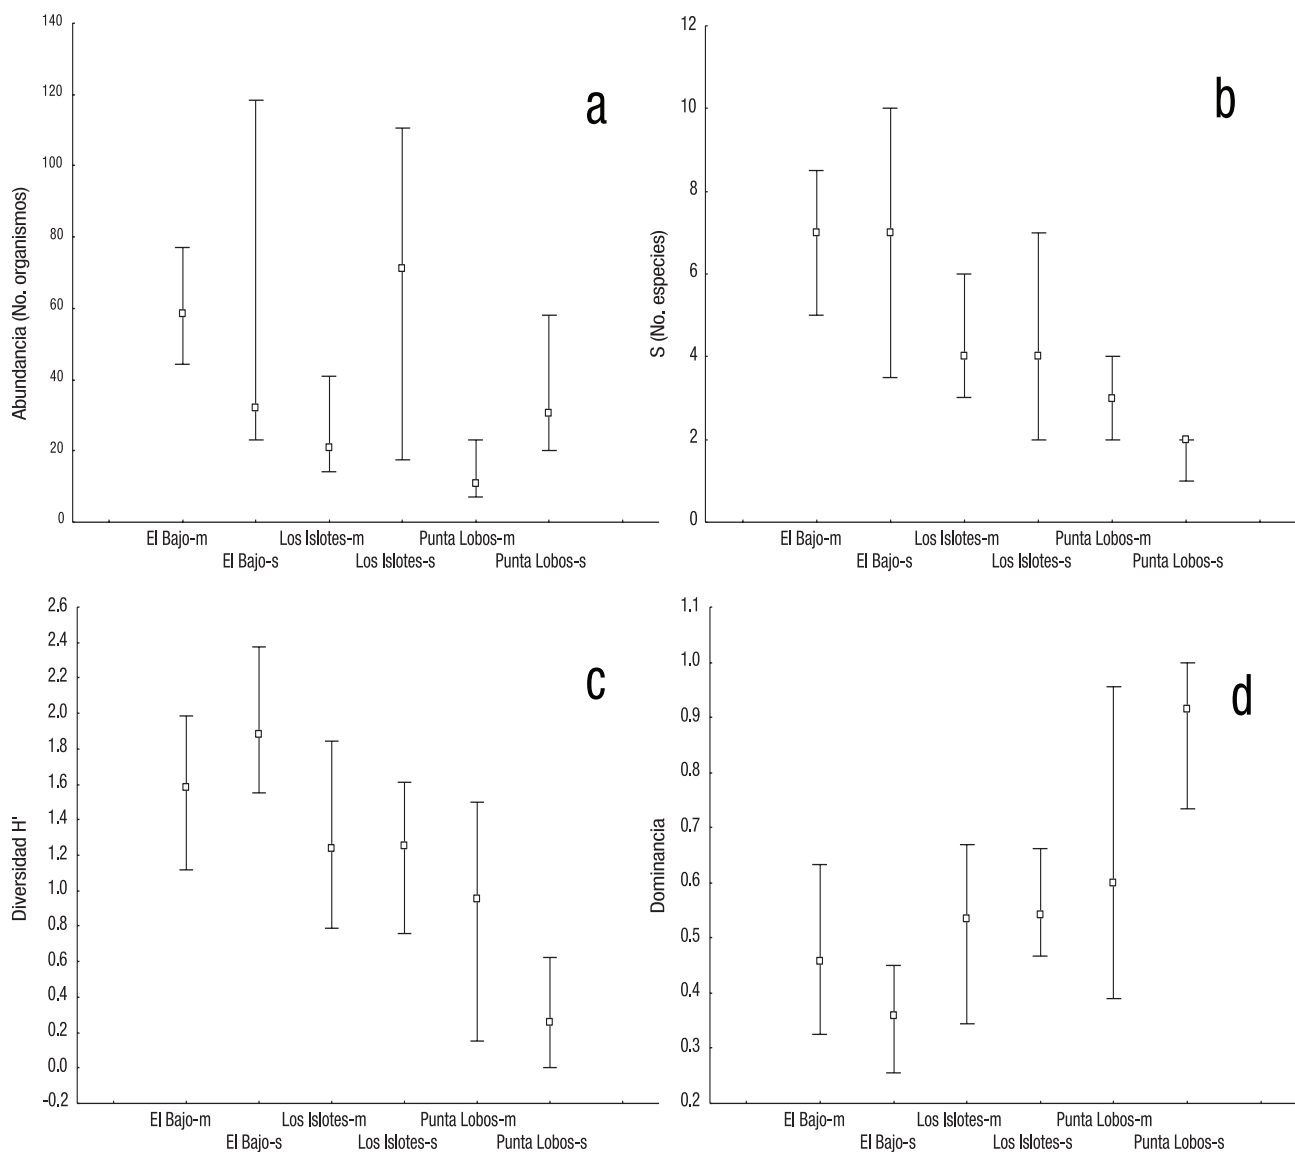 a
Abundancia (No. organismos)
140
120
100
80
60
40
20
0
El Bajo-m
Los Islotes-m
Punta Lobos-m
El Bajo-s
Los Islotes-s
Punta Lobos-s
b
S (No. especies)
12
10
8
6
4
2
0
El Bajo-m
Los Islotes-m
Punta Lobos-m
El Bajo-s
Los Islotes-s
Punta Lobos-s
c
Diversidad H'
2.6
2.4
2.2
2.0
1.8
1.6
1.4
1.2
1.0
0.8
0.6
0.4
0.2
0.0
-0.2
El Bajo-m
Los Islotes-m
Punta Lobos-m
El Bajo-s
Los Islotes-s
Punta Lobos-s
d
Dominancia
1.1
1.0
0.9
0.8
0.7
0.6
0.5
0.4
0.3
0.2
El Bajo-m
Los Islotes-m
Punta Lobos-m
El Bajo-s
Los Islotes-s
Punta Lobos-s